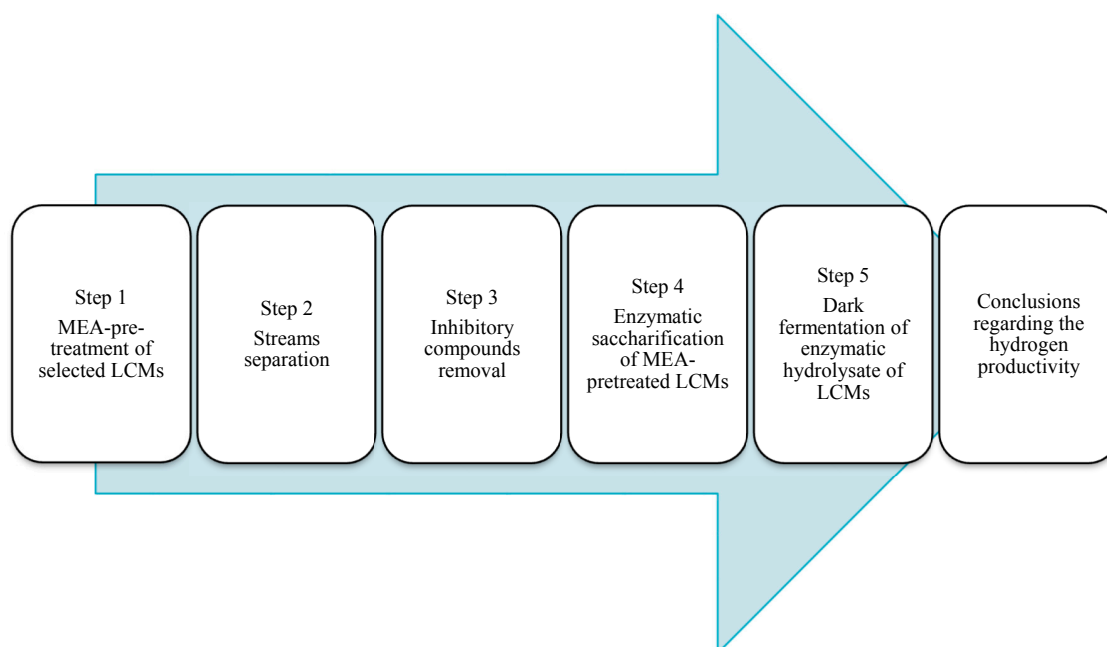 Step 1
MEA-pre-
treatment of
selected LCMs
Step 2
Streams
separation
Step 3
Inhibitory
compounds
removal
Step 4
Enzymatic
saccharification
of MEA-
pretreated LCMs
Step 5
Dark
fermentation of
enzymatic
hydrolysate of
LCMs
Conclusions
regarding the
hydrogen
productivity